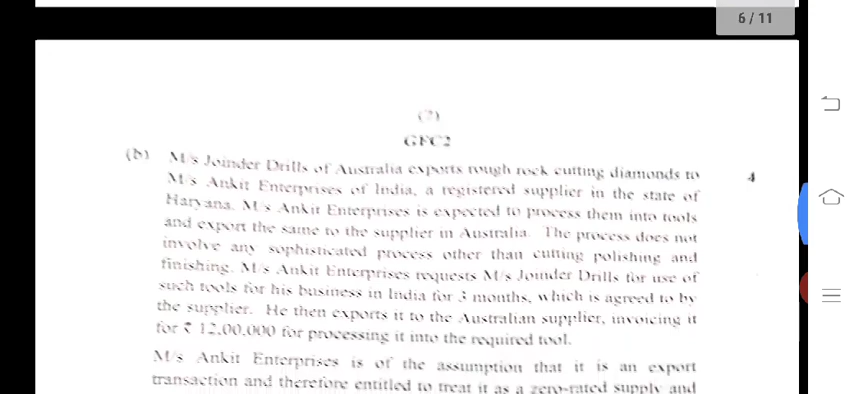 6 / 11
(7)
GFC2
(b) M/s Joinder Drills of Australia exports rough rock cutting diamonds to 4
M/s Ankit Enterprises of India, a registered supplier in the state of
Haryana. M/s Ankit Enterprises is expected to process them into tools
and export the same to the supplier in Australia. The process does not
involve any sophisticated process other than cutting polishing and
finishing. M/s Ankit Enterprises requests M/s Joinder Drills for use of
such tools for his business in India for 3 months, which is agreed to by
the supplier. He then exports it to the Australian supplier, invoicing it
for ₹ 12,00,000 for processing it into the required tool.
M/s Ankit Enterprises is of the assumption that it is an export
transaction and therefore entitled to treat it as a zero-rated supply and